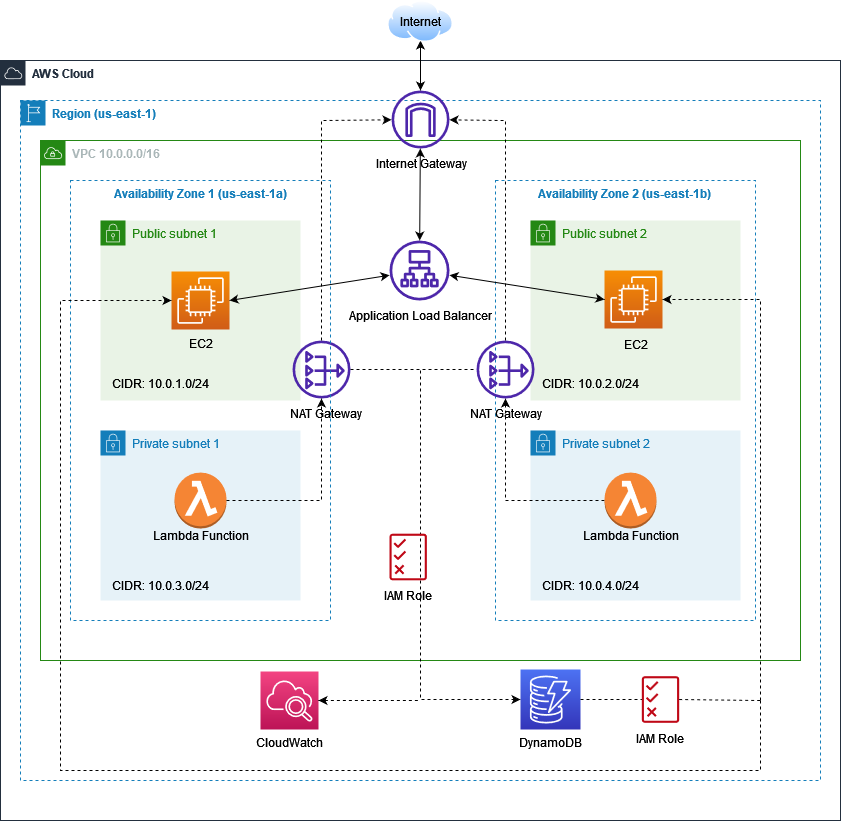 Internet
AWS Cloud
Region (us-east-1)
VPC 10.0.0.0/16
Internet Gateway
Availability Zone 1 (us-east-1a)
Availability Zone 2 (us-east-1b)
Public subnet 1
Public subnet 2
Application Load Balancer
EC2
EC2
CIDR: 10.0.1.0/24
CIDR: 10.0.2.0/24
NAT Gateway
NAT Gateway
Private subnet 1
Private subnet 2
Lambda Function
Lambda Function
CIDR: 10.0.3.0/24
CIDR: 10.0.4.0/24
IAM Role
CloudWatch
DynamoDB
IAM Role